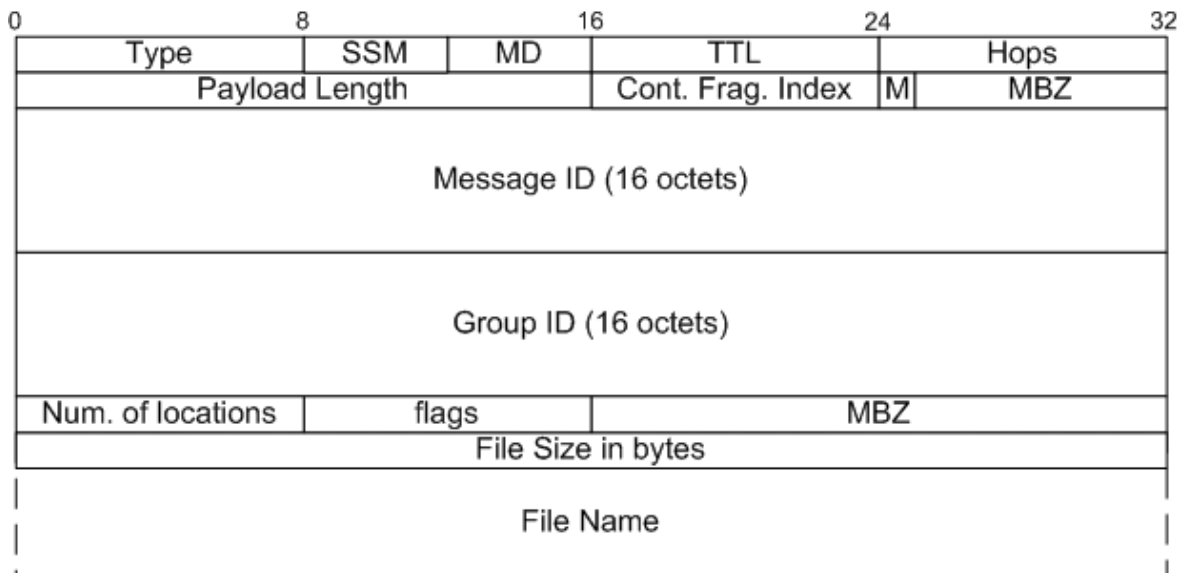 0 8 16 24 32
Type SSM MD TTL Hops
Payload Length Cont. Frag. Index M MBZ
Message ID (16 octets)
Group ID (16 octets)
Num. of locations flags MBZ
File Size in bytes
File Name